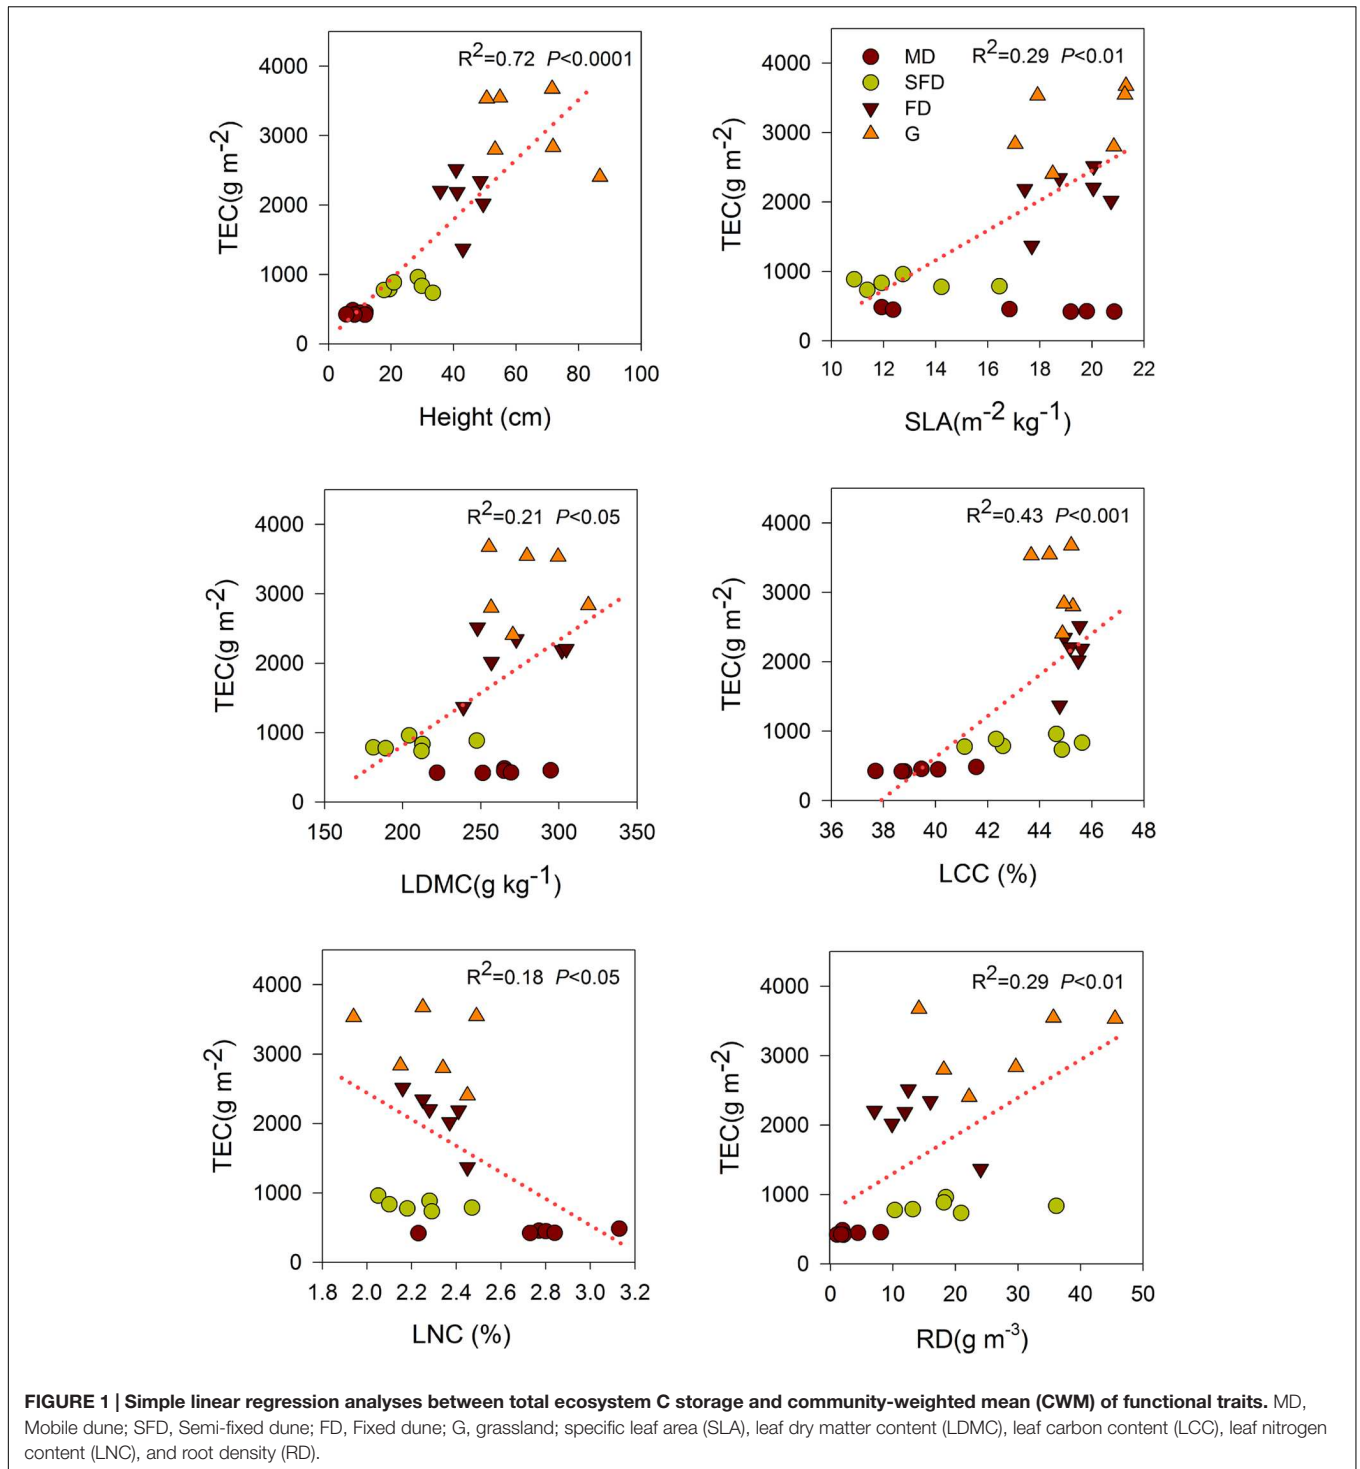 R²=0.72 P<0.0001
4000
3000
2000
1000
0
TEC(g m⁻²)
0 20 40 60 80 100
Height (cm)
MD
SFD
FD
G
R²=0.29 P<0.01
4000
3000
2000
1000
0
TEC(g m⁻²)
10 12 14 16 18 20 22
SLA(m⁻² kg⁻¹)
R²=0.21 P<0.05
4000
3000
2000
1000
0
TEC(g m⁻²)
150 200 250 300 350
LDMC(g kg⁻¹)
R²=0.43 P<0.001
4000
3000
2000
1000
0
TEC(g m⁻²)
36 38 40 42 44 46 48
LCC (%)
R²=0.18 P<0.05
4000
3000
2000
1000
0
TEC(g m⁻²)
1.8 2.0 2.2 2.4 2.6 2.8 3.0 3.2
LNC (%)
R²=0.29 P<0.01
4000
3000
2000
1000
0
TEC(g m⁻²)
0 10 20 30 40 50
RD(g m⁻³)
FIGURE 1 | Simple linear regression analyses between total ecosystem C storage and community-weighted mean (CWM) of functional traits. MD,
Mobile dune; SFD, Semi-fixed dune; FD, Fixed dune; G, grassland; specific leaf area (SLA), leaf dry matter content (LDMC), leaf carbon content (LCC), leaf nitrogen
content (LNC), and root density (RD).